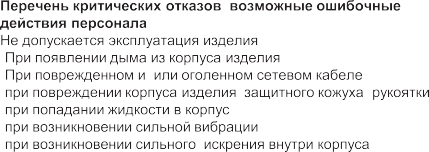 Перечень критических отказов возможные ошибочные
действия персонала
Не допускается эксплуатация изделия
При появлении дыма из корпуса изделия
При поврежденном и или оголенном сетевом кабеле
при повреждении корпуса изделия защитного кожуха рукоятки
при попадании жидкости в корпус
при возникновении сильной вибрации
при возникновении сильного искрения внутри корпуса